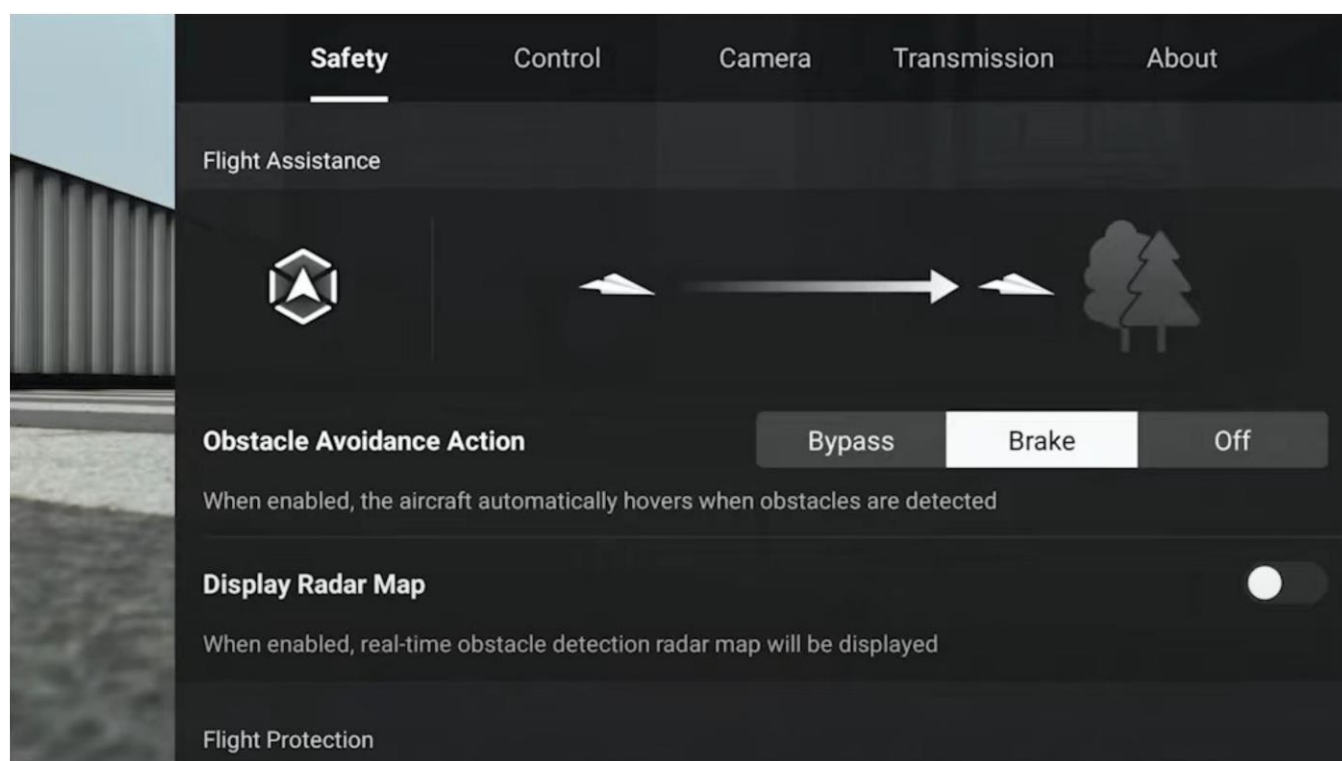 Safety Control Camera Transmission About
Flight Assistance
Obstacle Avoidance Action Bypass Brake Off
When enabled, the aircraft automatically hovers when obstacles are detected
Display Radar Map
When enabled, real-time obstacle detection radar map will be displayed
Flight Protection